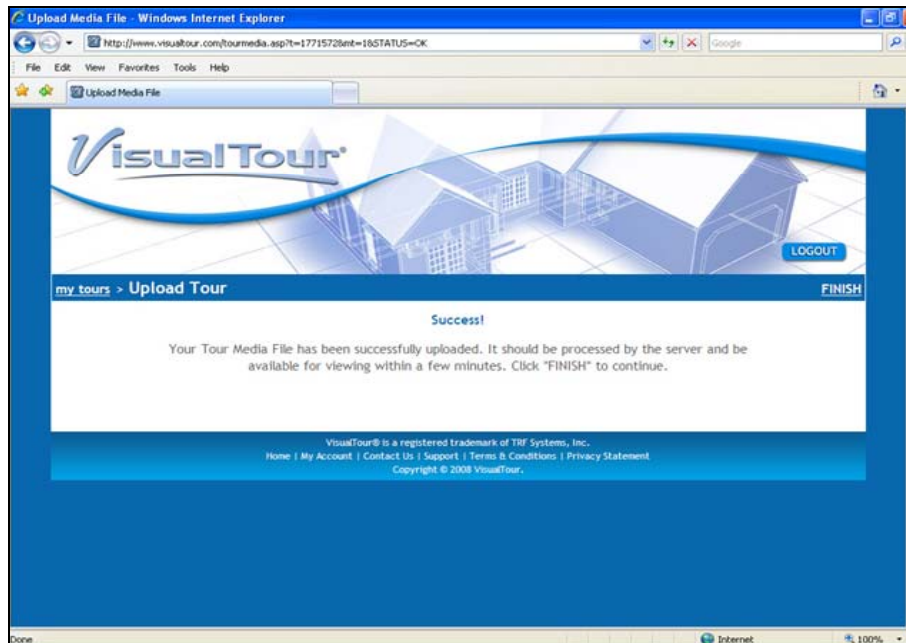 Upload Media File - Windows Internet Explorer
http://www.visualtour.com/tourmedia.asp?t=1771572&mt=1&STATUS=OK
Google
File Edit View Favorites Tools Help
Upload Media File
VisualTour®
LOGOUT
my tours > Upload Tour FINISH
Success!
Your Tour Media File has been successfully uploaded. It should be processed by the server and be
available for viewing within a few minutes. Click "FINISH" to continue.
VisualTour® is a registered trademark of TRF Systems, Inc.
Home | My Account | Contact Us | Support | Terms & Conditions | Privacy Statement
Copyright © 2008 VisualTour.
Done Internet 100%